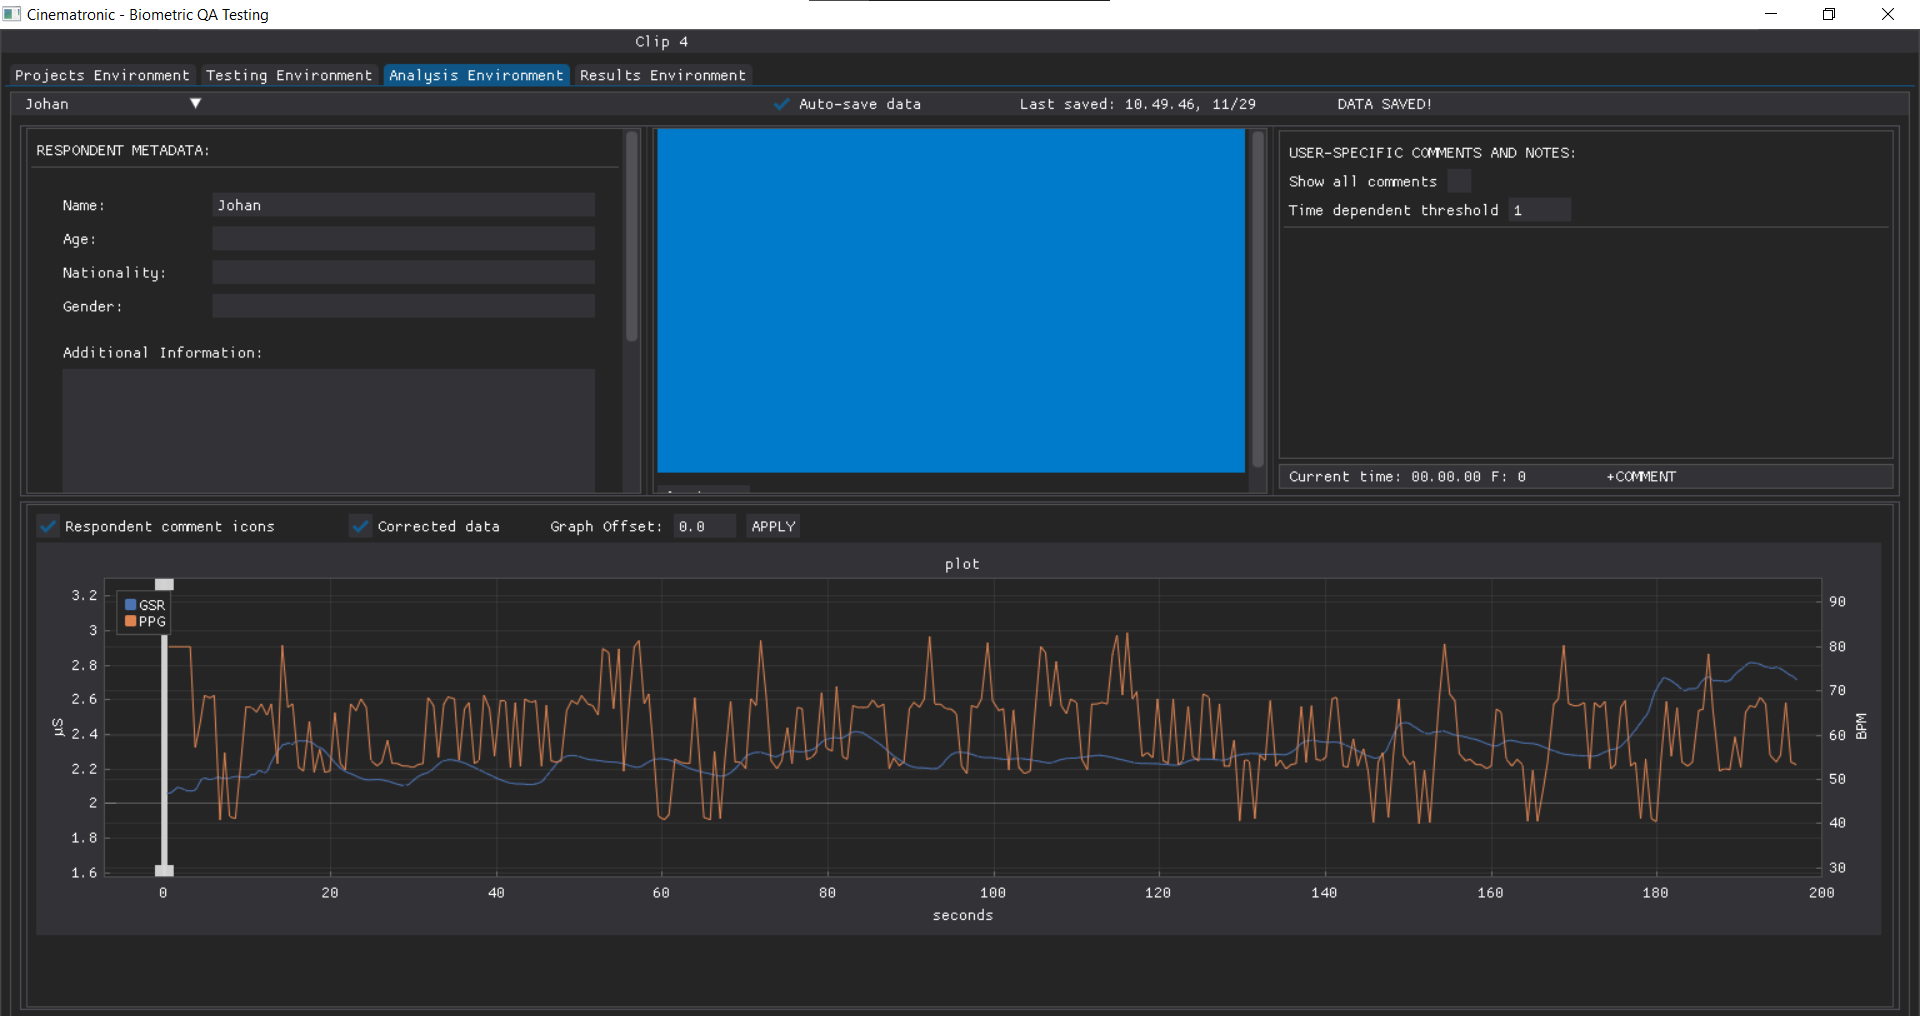 Cinematronic - Biometric QA Testing
Clip 4
Projects Environment Testing Environment Analysis Environment Results Environment
Johan Auto-save data Last saved: 10.49.46, 11/29 DATA SAVED!
RESPONDENT METADATA:
Name: Johan
Age:
Nationality:
Gender:
Additional Information:
USER-SPECIFIC COMMENTS AND NOTES:
Show all comments
Time dependent threshold 1
Current time: 00.00.00 F: 0 +COMMENT
Respondent comment icons Corrected data Graph Offset: 0.0 APPLY
plot
GSR
PPG
3.2
3
2.8
2.6
2.4
2.2
2
1.8
1.6
µS
90
80
70
60
50
40
30
BPM
0 20 40 60 80 100 120 140 160 180 200
seconds